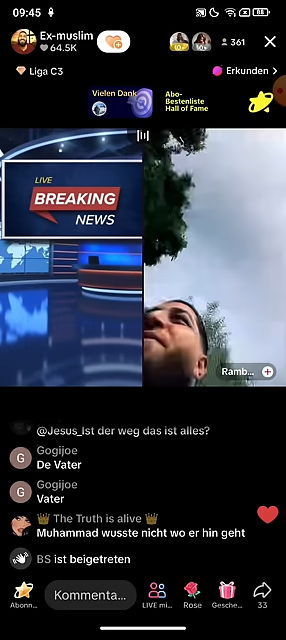 09:45
88
Ex-muslim
64.5K
361
Liga C3
Erkunden
Vielen Dank
Abo-
Bestenliste
Hall of Fame
LIVE
BREAKING
NEWS
Ramb...
@Jesus_Ist der weg das ist alles?
Gogijoe
De Vater
Gogijoe
Vater
The Truth is alive
Muhammad wusste nicht wo er hin geht
BS ist beigetreten
Kommenta...
Abonn...
LIVE mi...
Rose
Gesche...
33